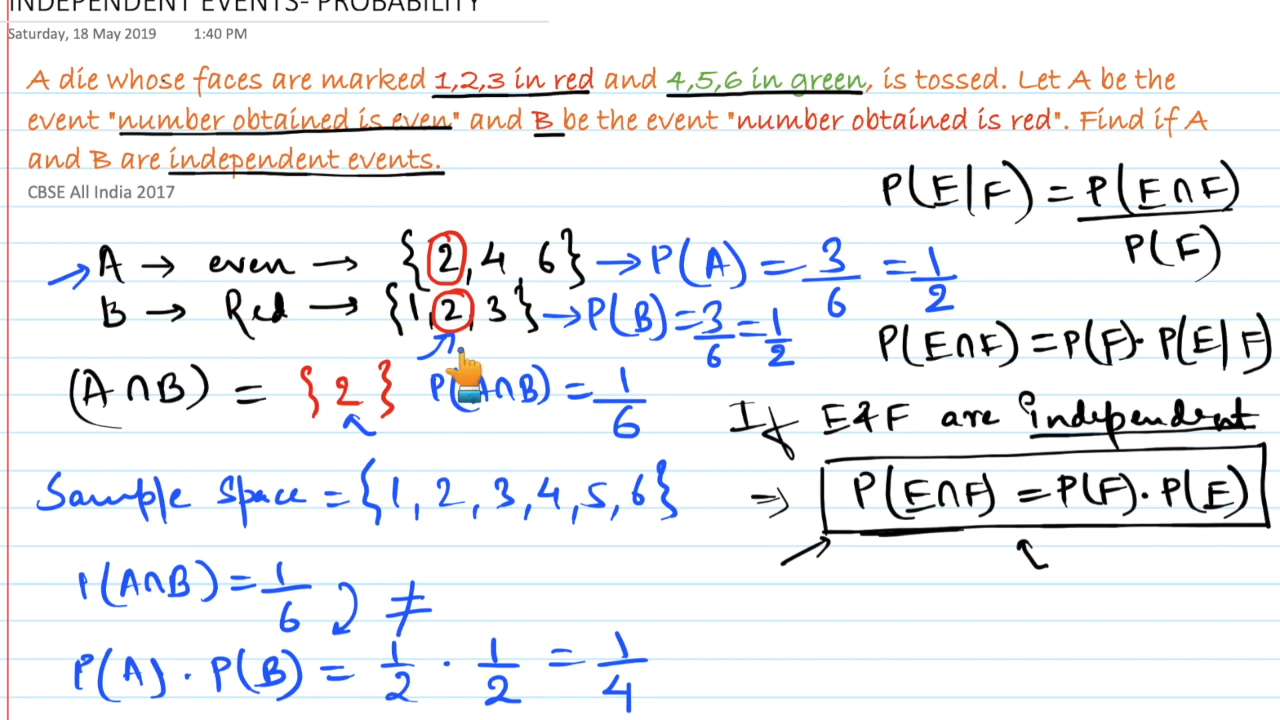 INDEPENDENT EVENTS- PROBABILITY
Saturday, 18 May 2019 1:40 PM
A die whose faces are marked 1,2,3 in red and 4,5,6 in green, is tossed. Let A be the
event "number obtained is even" and B be the event "number obtained is red". Find if A
and B are independent events.
CBSE All India 2017
P(E|F) = P(E∩F) / P(F)
A → even → {2, 4, 6} → P(A) = 3/6 = 1/2
B → Red → {1, 2, 3} → P(B) = 3/6 = 1/2
P(E∩F) = P(F). P(E|F)
(A∩B) = {2} P(A∩B) = 1/6
If E & F are independent
⇒ P(E∩F) = P(F). P(E)
Sample Space = {1, 2, 3, 4, 5, 6}
P(A∩B) = 1/6
≠
P(A). P(B) = 1/2 . 1/2 = 1/4